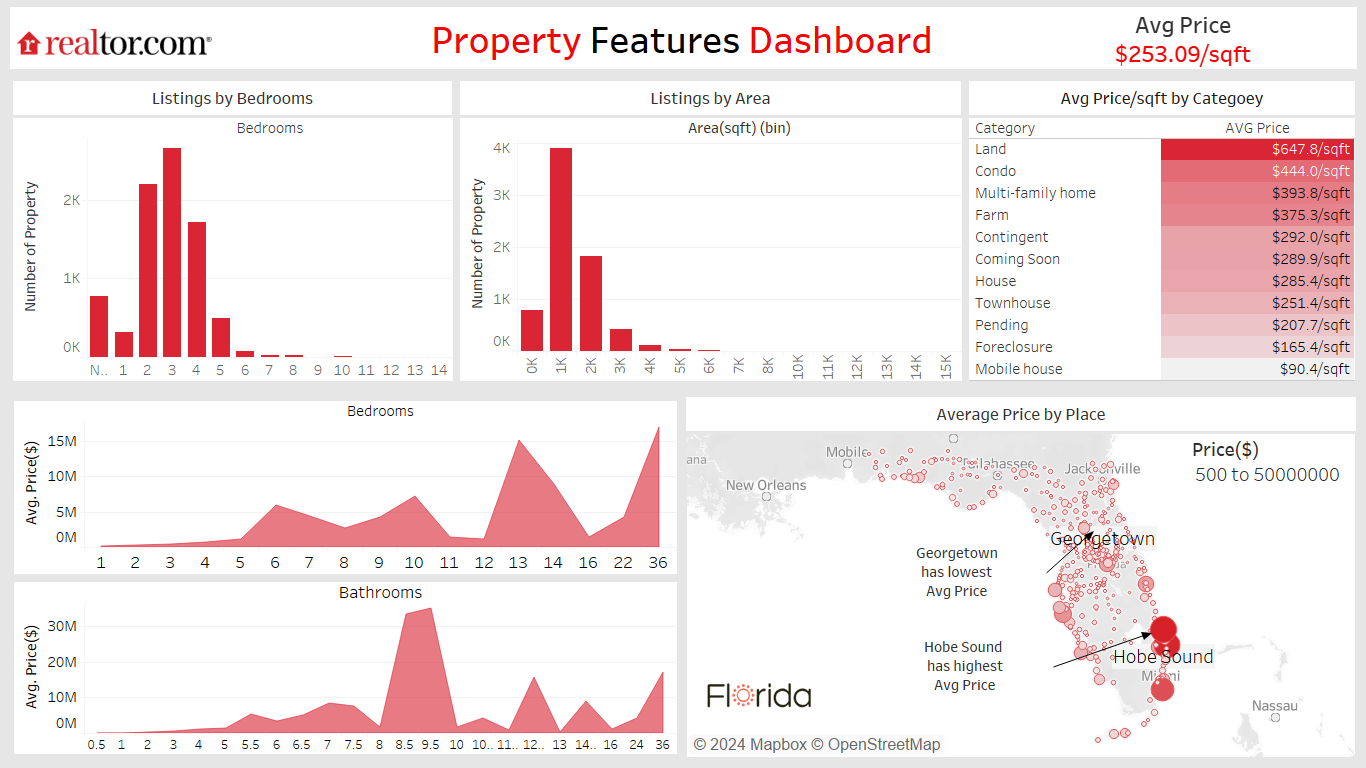 realtor.com®
Property Features Dashboard
Avg Price
$253.09/sqft
Listings by Bedrooms
Bedrooms
Number of Property
2K
1K
0K
N.. 1 2 3 4 5 6 7 8 9 10 11 12 13 14
Listings by Area
Area(sqft) (bin)
Number of Property
4K
3K
2K
1K
0K
0K 1K 2K 3K 4K 5K 6K 7K 8K 10K 11K 12K 13K 14K 15K
Avg Price/sqft by Categoey
Category AVG Price
Land $647.8/sqft
Condo $444.0/sqft
Multi-family home $393.8/sqft
Farm $375.3/sqft
Contingent $292.0/sqft
Coming Soon $289.9/sqft
House $285.4/sqft
Townhouse $251.4/sqft
Pending $207.7/sqft
Foreclosure $165.4/sqft
Mobile house $90.4/sqft
Bedrooms
Avg. Price($)
15M
10M
5M
0M
1 2 3 4 5 6 7 8 9 10 11 12 13 14 16 22 36
Bathrooms
Avg. Price($)
30M
20M
10M
0M
0.5 1 2 3 4 5 5.5 6 6.5 7 7.5 8 8.5 9.5 10 10.. 11.. 12.. 13 14.. 16 24 36
Average Price by Place
Price($)
500 to 50000000
ana
Mobile
Tallahassee
Jacksonville
New Orleans
Georgetown
Florida
Georgetown
has lowest
Avg Price
Hobe Sound
has highest
Avg Price
Hobe Sound
Miami
Florida
Nassau
© 2024 Mapbox © OpenStreetMap